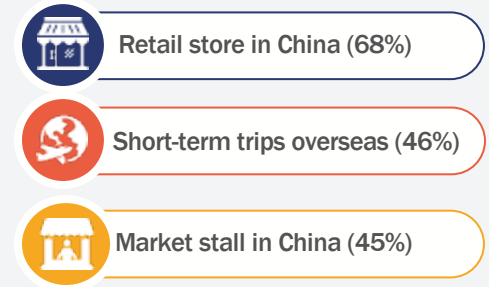 Retail store in China (68%)
Short-term trips overseas (46%)
Market stall in China (45%)